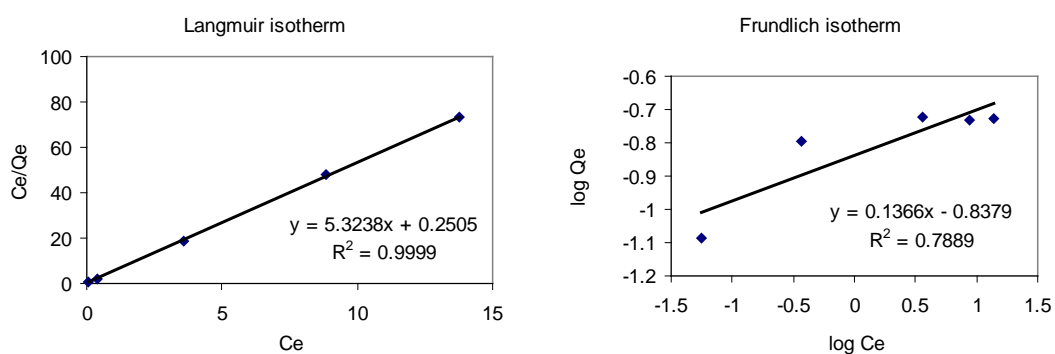 Langmuir isotherm
100
80
60
40
20
0
Ce/Qe
y = 5.3238x + 0.2505
R² = 0.9999
0 5 10 15
Ce
Frundlich isotherm
-0.6
-0.7
-0.8
-0.9
-1
-1.1
-1.2
log Qe
y = 0.1366x - 0.8379
R² = 0.7889
-1.5 -1 -0.5 0 0.5 1 1.5
log Ce